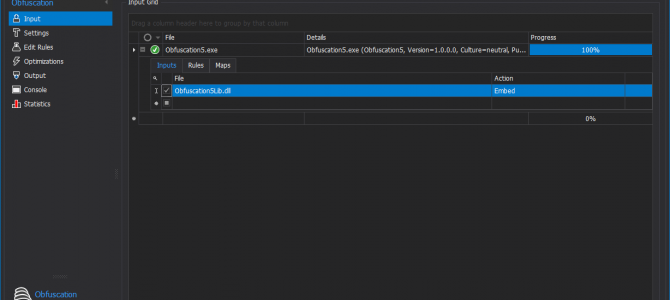 Obfuscation
Input
Settings
Edit Rules
Optimizations
Output
Console
Statistics
Obfuscation
Input Grid
Drag a column header here to group by that column
File Details Progress
Obfuscation5.exe Obfuscation5.exe (Obfuscation5, Version=1.0.0.0, Culture=neutral, Pu... 100%
Inputs Rules Maps
File Action
Obfuscation5Lib.dll Embed
0%